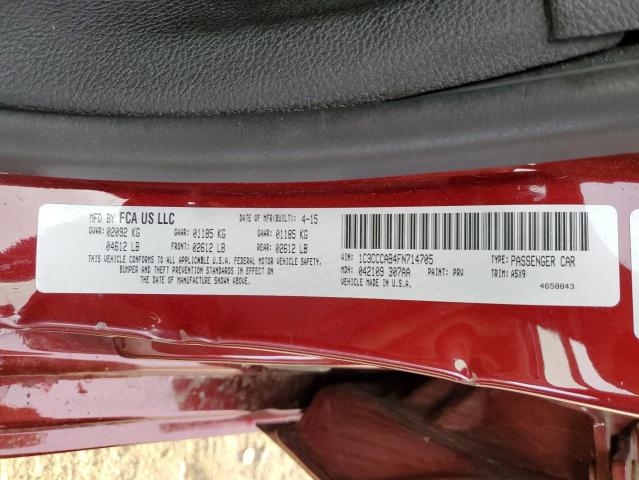 MFD BY FCA US LLC DATE OF MFR(BUILT): 4-15
GVWR: 02092 KG GAWR: 01185 KG GAWR: 01185 KG
04612 LB FRONT: 02612 LB REAR: 02612 LB
THIS VEHICLE CONFORMS TO ALL APPLICABLE U.S.A. FEDERAL MOTOR VEHICLE SAFETY,
BUMPER AND THEFT PREVENTION STANDARDS IN EFFECT ON
THE DATE OF MANUFACTURE SHOWN ABOVE.
VIN: 1C3CCCAB4FN714705 TYPE: PASSENGER CAR
MDH: 042109 307AA PAINT: PRV TRIM: A5X9
VEHICLE MADE IN U.S.A. 4658843